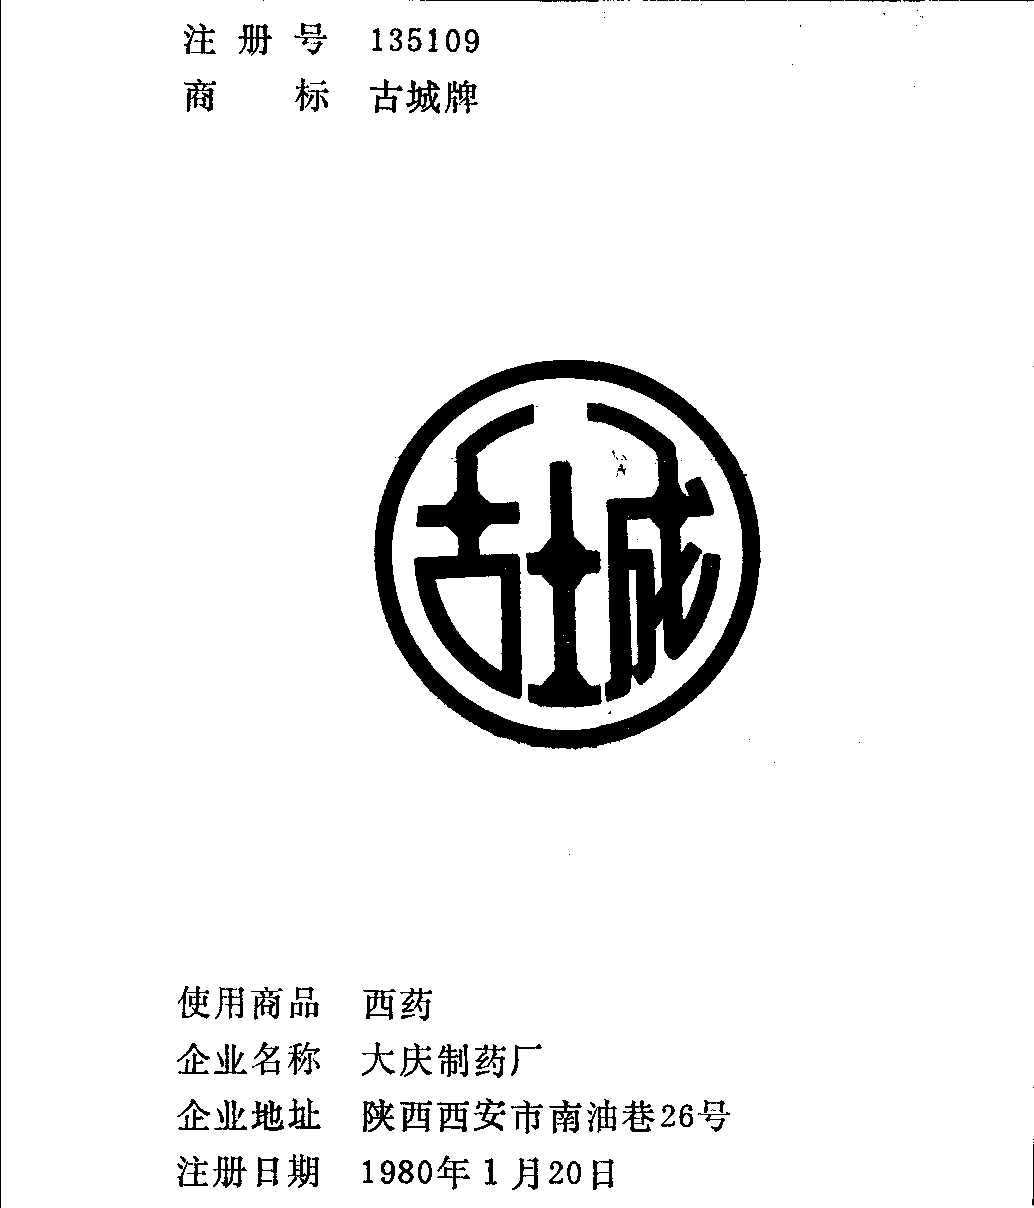 注册号 135109
商标 古城牌
古城
使用商品 西药
企业名称 大庆制药厂
企业地址 陕西西安市南油巷26号
注册日期 1980年1月20日